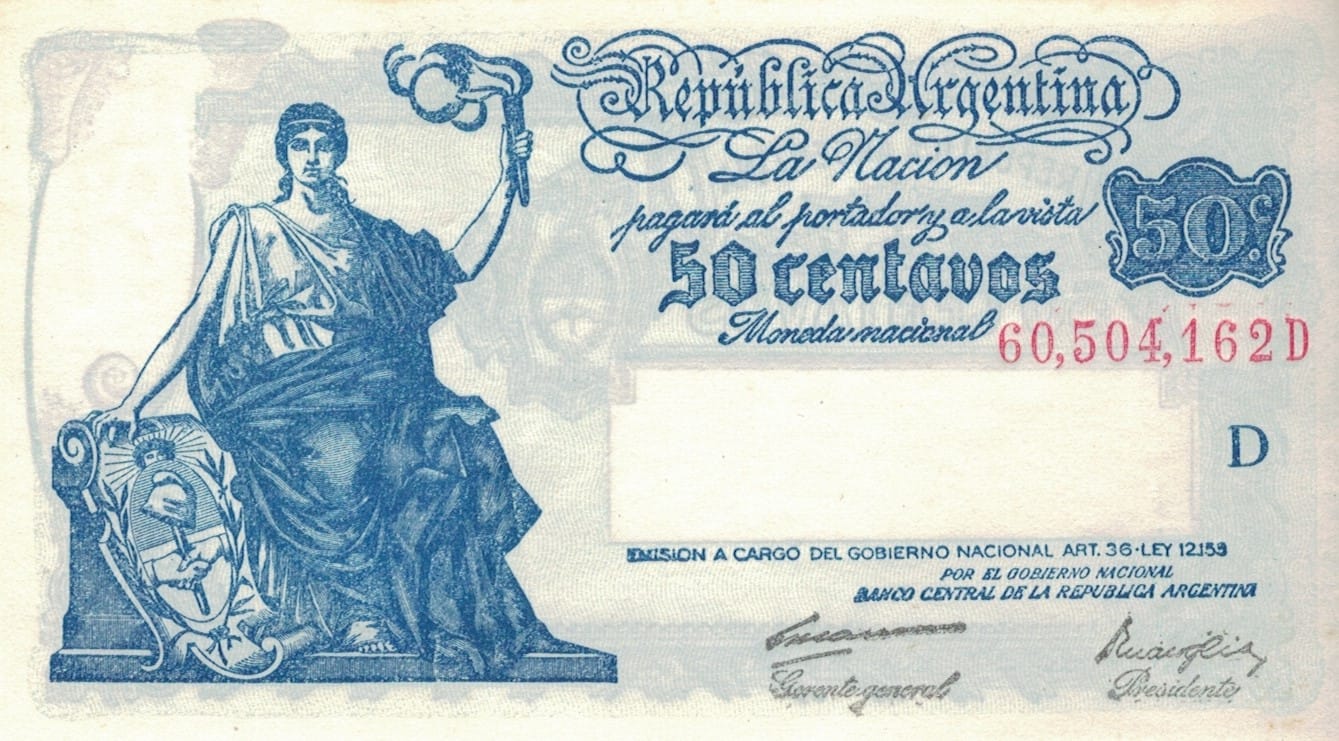 República Argentina
La Nacion
pagará al portador y a la vista
50 centavos
50c.
Moneda nacional
60,504,162D
D
EMISION A CARGO DEL GOBIERNO NACIONAL ART. 36·LEY 12155
POR EL GOBIERNO NACIONAL
BANCO CENTRAL DE LA REPUBLICA ARGENTINA
Gerente general
Presidente